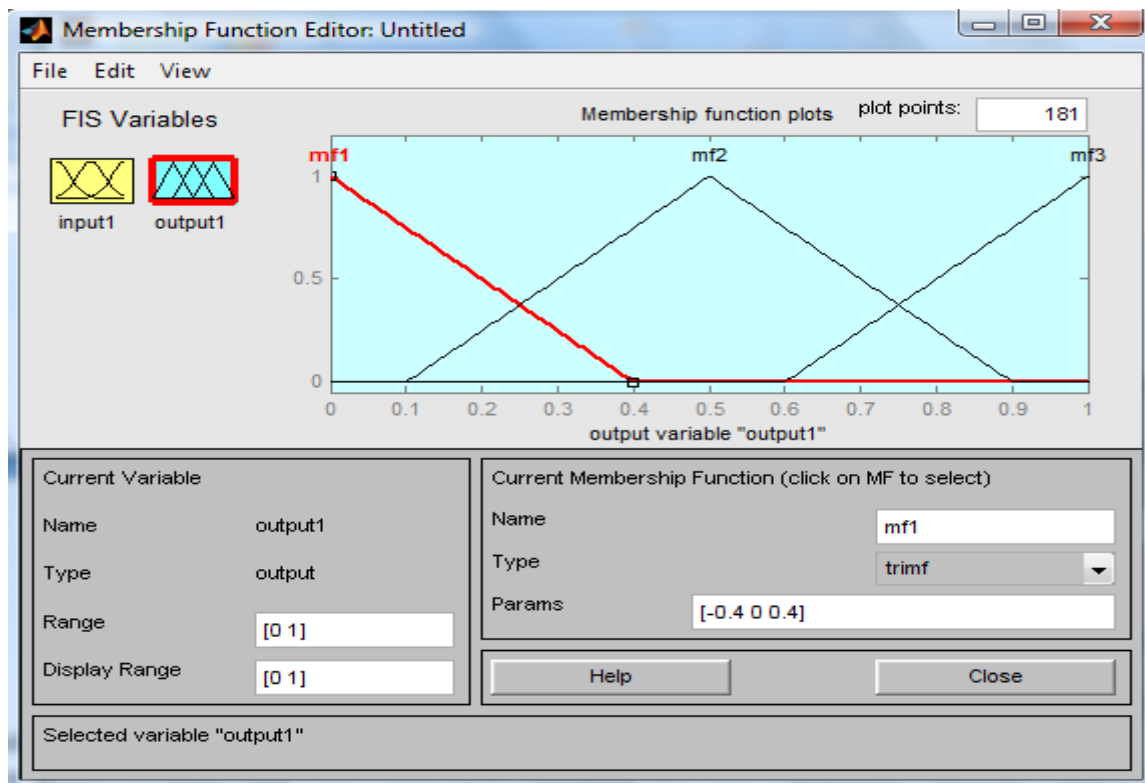 Membership Function Editor: Untitled
File Edit View
FIS Variables
Membership function plots
plot points:
181
input1
output1
mf1
mf2
mf3
1
0.5
0
0 0.1 0.2 0.3 0.4 0.5 0.6 0.7 0.8 0.9 1
output variable "output1"
Current Variable
Name output1
Type output
Range [0 1]
Display Range [0 1]
Current Membership Function (click on MF to select)
Name mf1
Type trimf
Params [-0.4 0 0.4]
Help
Close
Selected variable "output1"